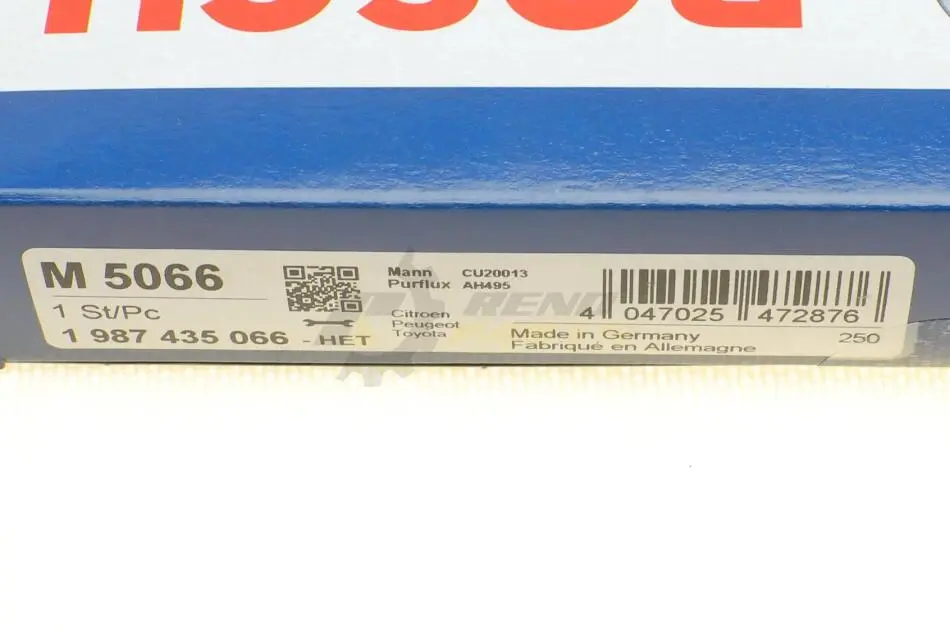 BOSCH
M 5066
1 St/Pc
1 987 435 066 - HET
Mann CU20013
Purflux AH495
Citroen
Peugeot
Toyota
4 047025 472876
Made in Germany
Fabriqué en Allemagne
250